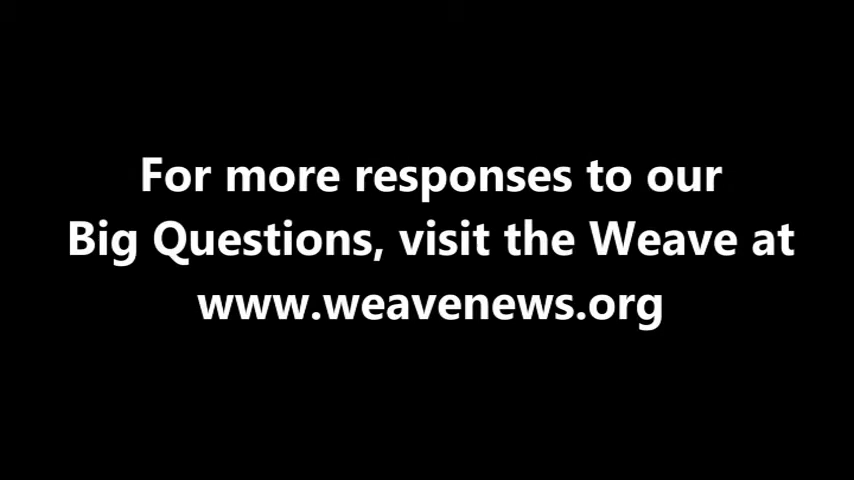 For more responses to our
Big Questions, visit the Weave at
www.weavenews.org